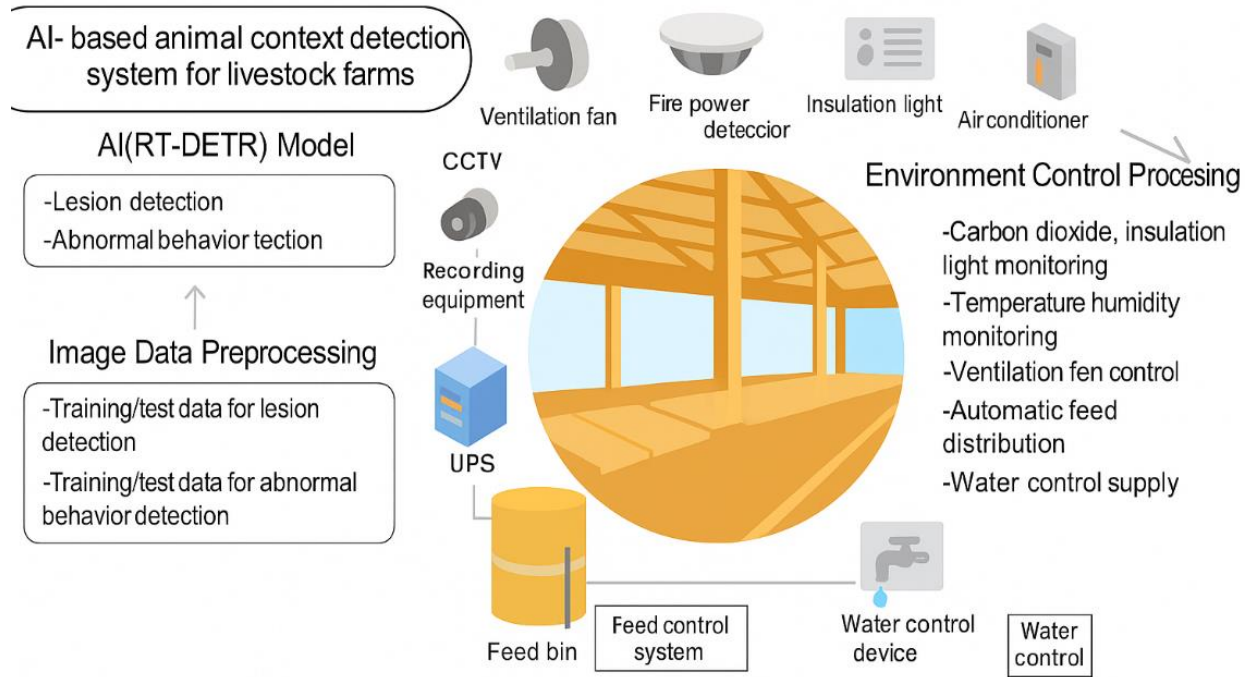 AI- based animal context detection
system for livestock farms
AI(RT-DETR) Model
-Lesion detection
-Abnormal behavior tection
Image Data Preprocessing
-Training/test data for lesion
detection
-Training/test data for abnormal
behavior detection
Ventilation fan
Fire power
deteccior
Insulation light
Air conditioner
CCTV
Recording
equipment
UPS
Feed bin
Feed control
system
Water control
device
Water
control
Environment Control Procesing
-Carbon dioxide, insulation
light monitoring
-Temperature humidity
monitoring
-Ventilation fen control
-Automatic feed
distribution
-Water control supply